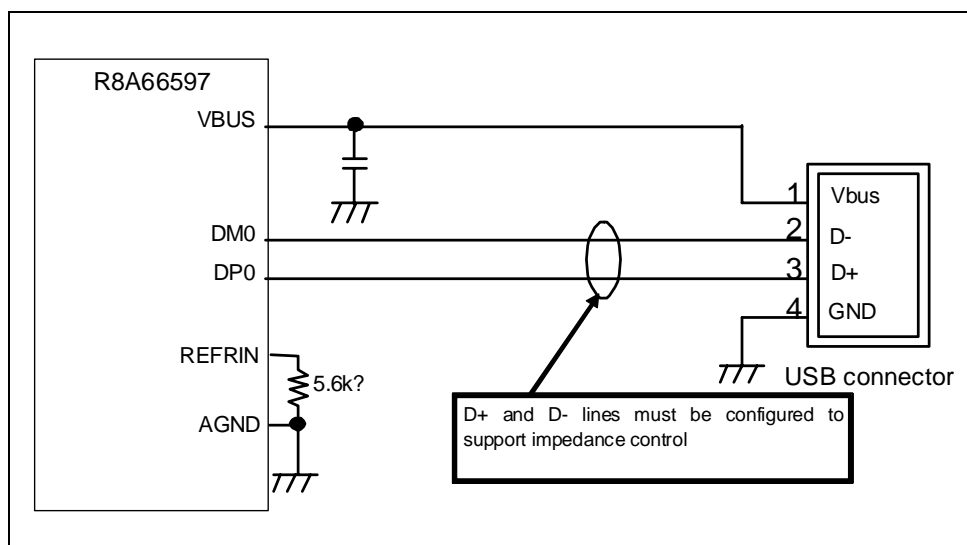 R8A66597
VBUS
1 Vbus
DM0
2 D-
DP0
3 D+
4 GND
REFRIN
5.6k?
USB connector
AGND
D+ and D- lines must be configured to
support impedance control